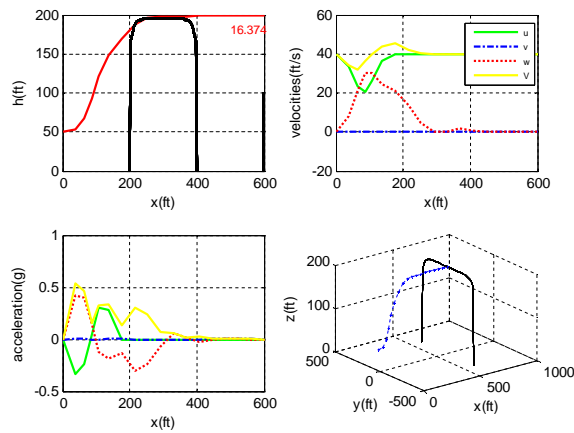 200
150
100
50
0
16.374
h(ft)
0 200 400 600
x(ft)
60
40
20
0
-20
velocities(ft/s)
u
v
w
V
0 200 400 600
x(ft)
1
0.5
0
-0.5
acceleration(g)
0 200 400 600
x(ft)
200
100
0
z(ft)
500
0
-500
y(ft)
0
500
1000
x(ft)